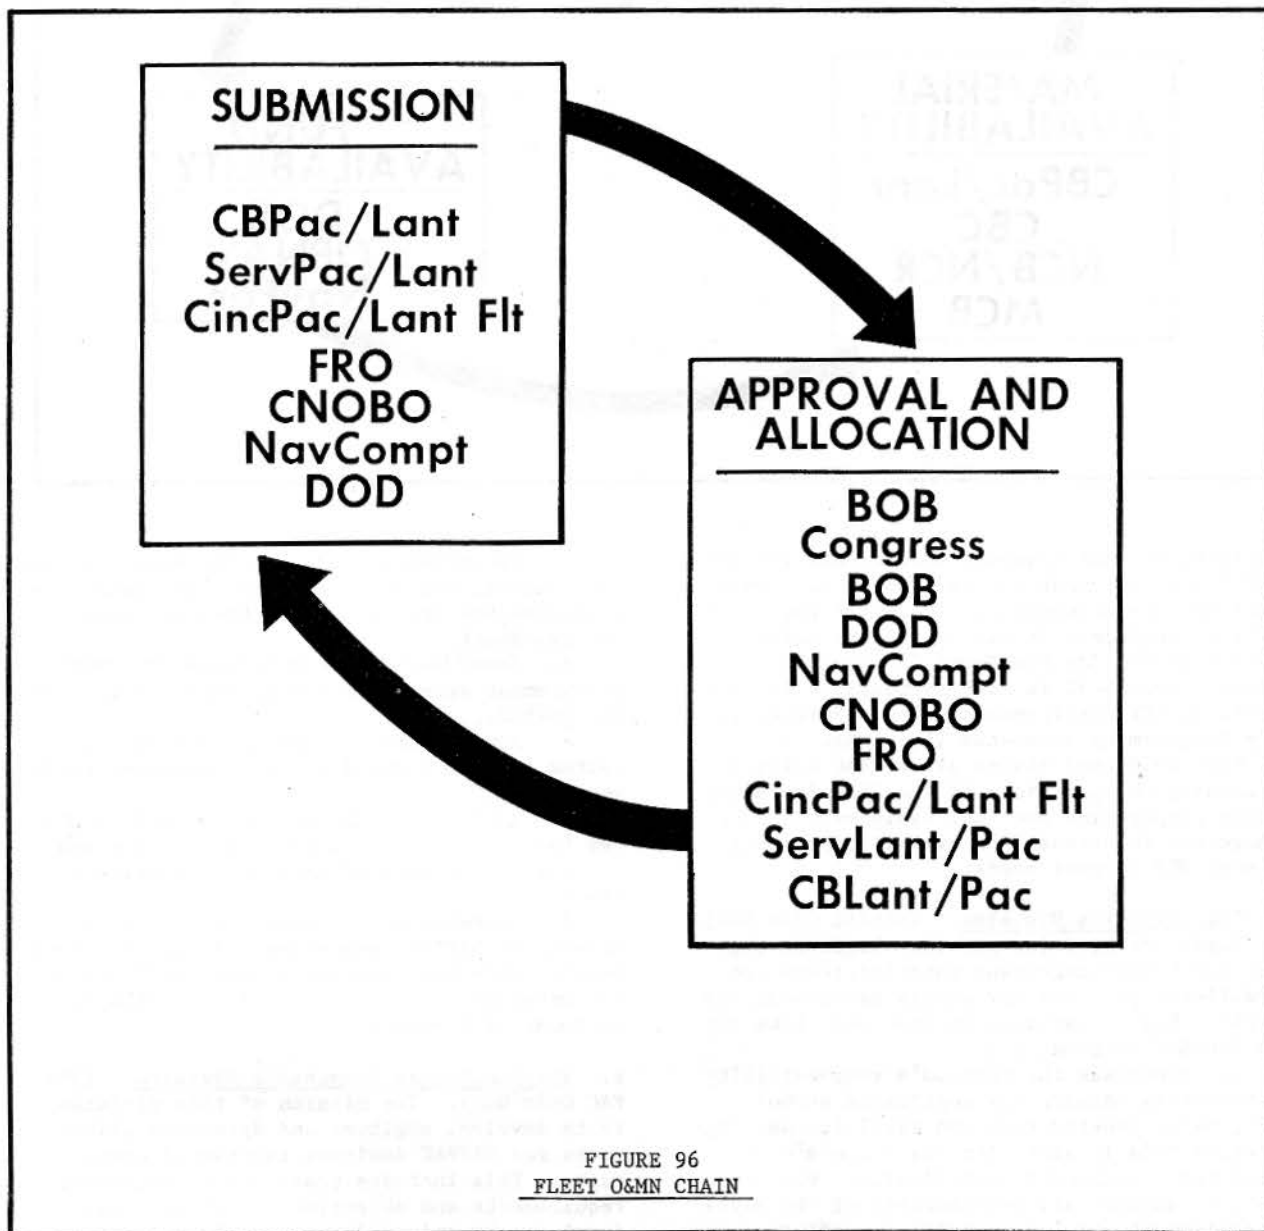 SUBMISSION
CBPac/Lant
ServPac/Lant
CincPac/Lant Flt
FRO
CNOBO
NavCompt
DOD
APPROVAL AND
ALLOCATION
BOB
Congress
BOB
DOD
NavCompt
CNOBO
FRO
CincPac/Lant Flt
ServLant/Pac
CBLant/Pac
FIGURE 96
FLEET O&MN CHAIN